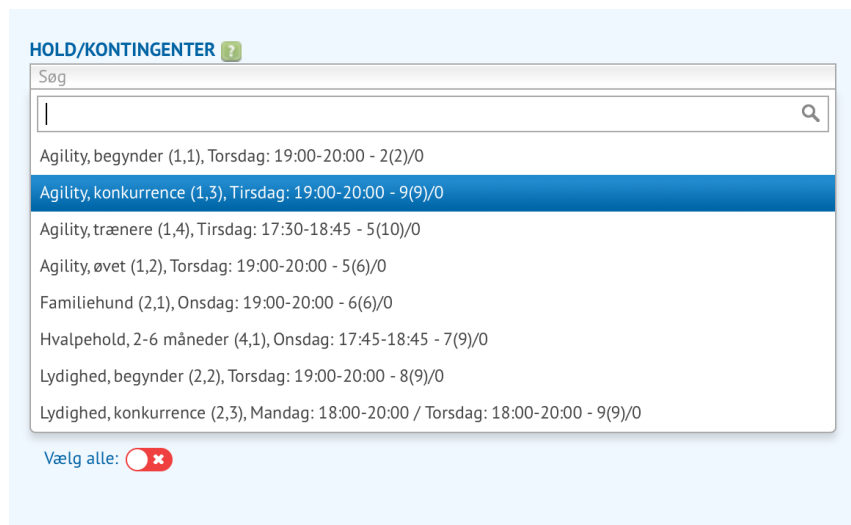 HOLD/KONTINGENTER ?
Søg
Agility, begynder (1,1), Torsdag: 19:00-20:00 - 2(2)/0
Agility, konkurrence (1,3), Tirsdag: 19:00-20:00 - 9(9)/0
Agility, trænere (1,4), Tirsdag: 17:30-18:45 - 5(10)/0
Agility, øvet (1,2), Torsdag: 19:00-20:00 - 5(6)/0
Familiehund (2,1), Onsdag: 19:00-20:00 - 6(6)/0
Hvalpehold, 2-6 måneder (4,1), Onsdag: 17:45-18:45 - 7(9)/0
Lydighed, begynder (2,2), Torsdag: 19:00-20:00 - 8(9)/0
Lydighed, konkurrence (2,3), Mandag: 18:00-20:00 / Torsdag: 18:00-20:00 - 9(9)/0
Vælg alle: